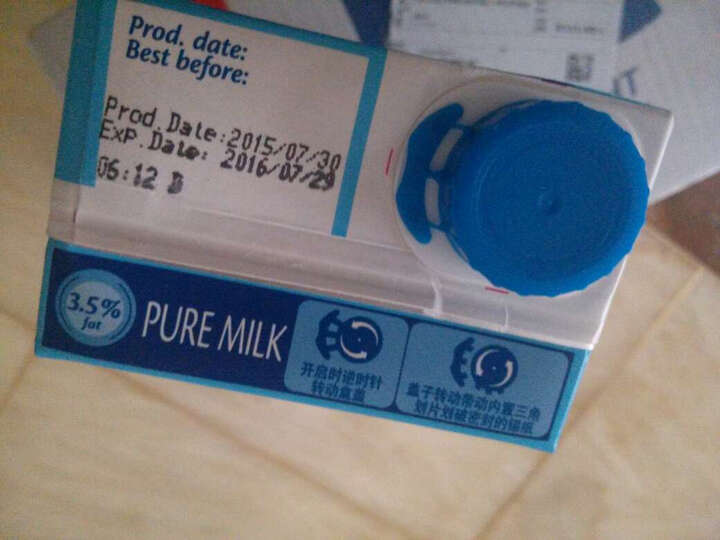 Prod. date:
Best before:
Prod.Date:2015/07/30
Exp.Date: 2016/07/29
06:12 B
3.5%
fat
PURE MILK
开启时逆时针
转动盒盖
盖子转动带动内置三角
划片划破密封的铝纸